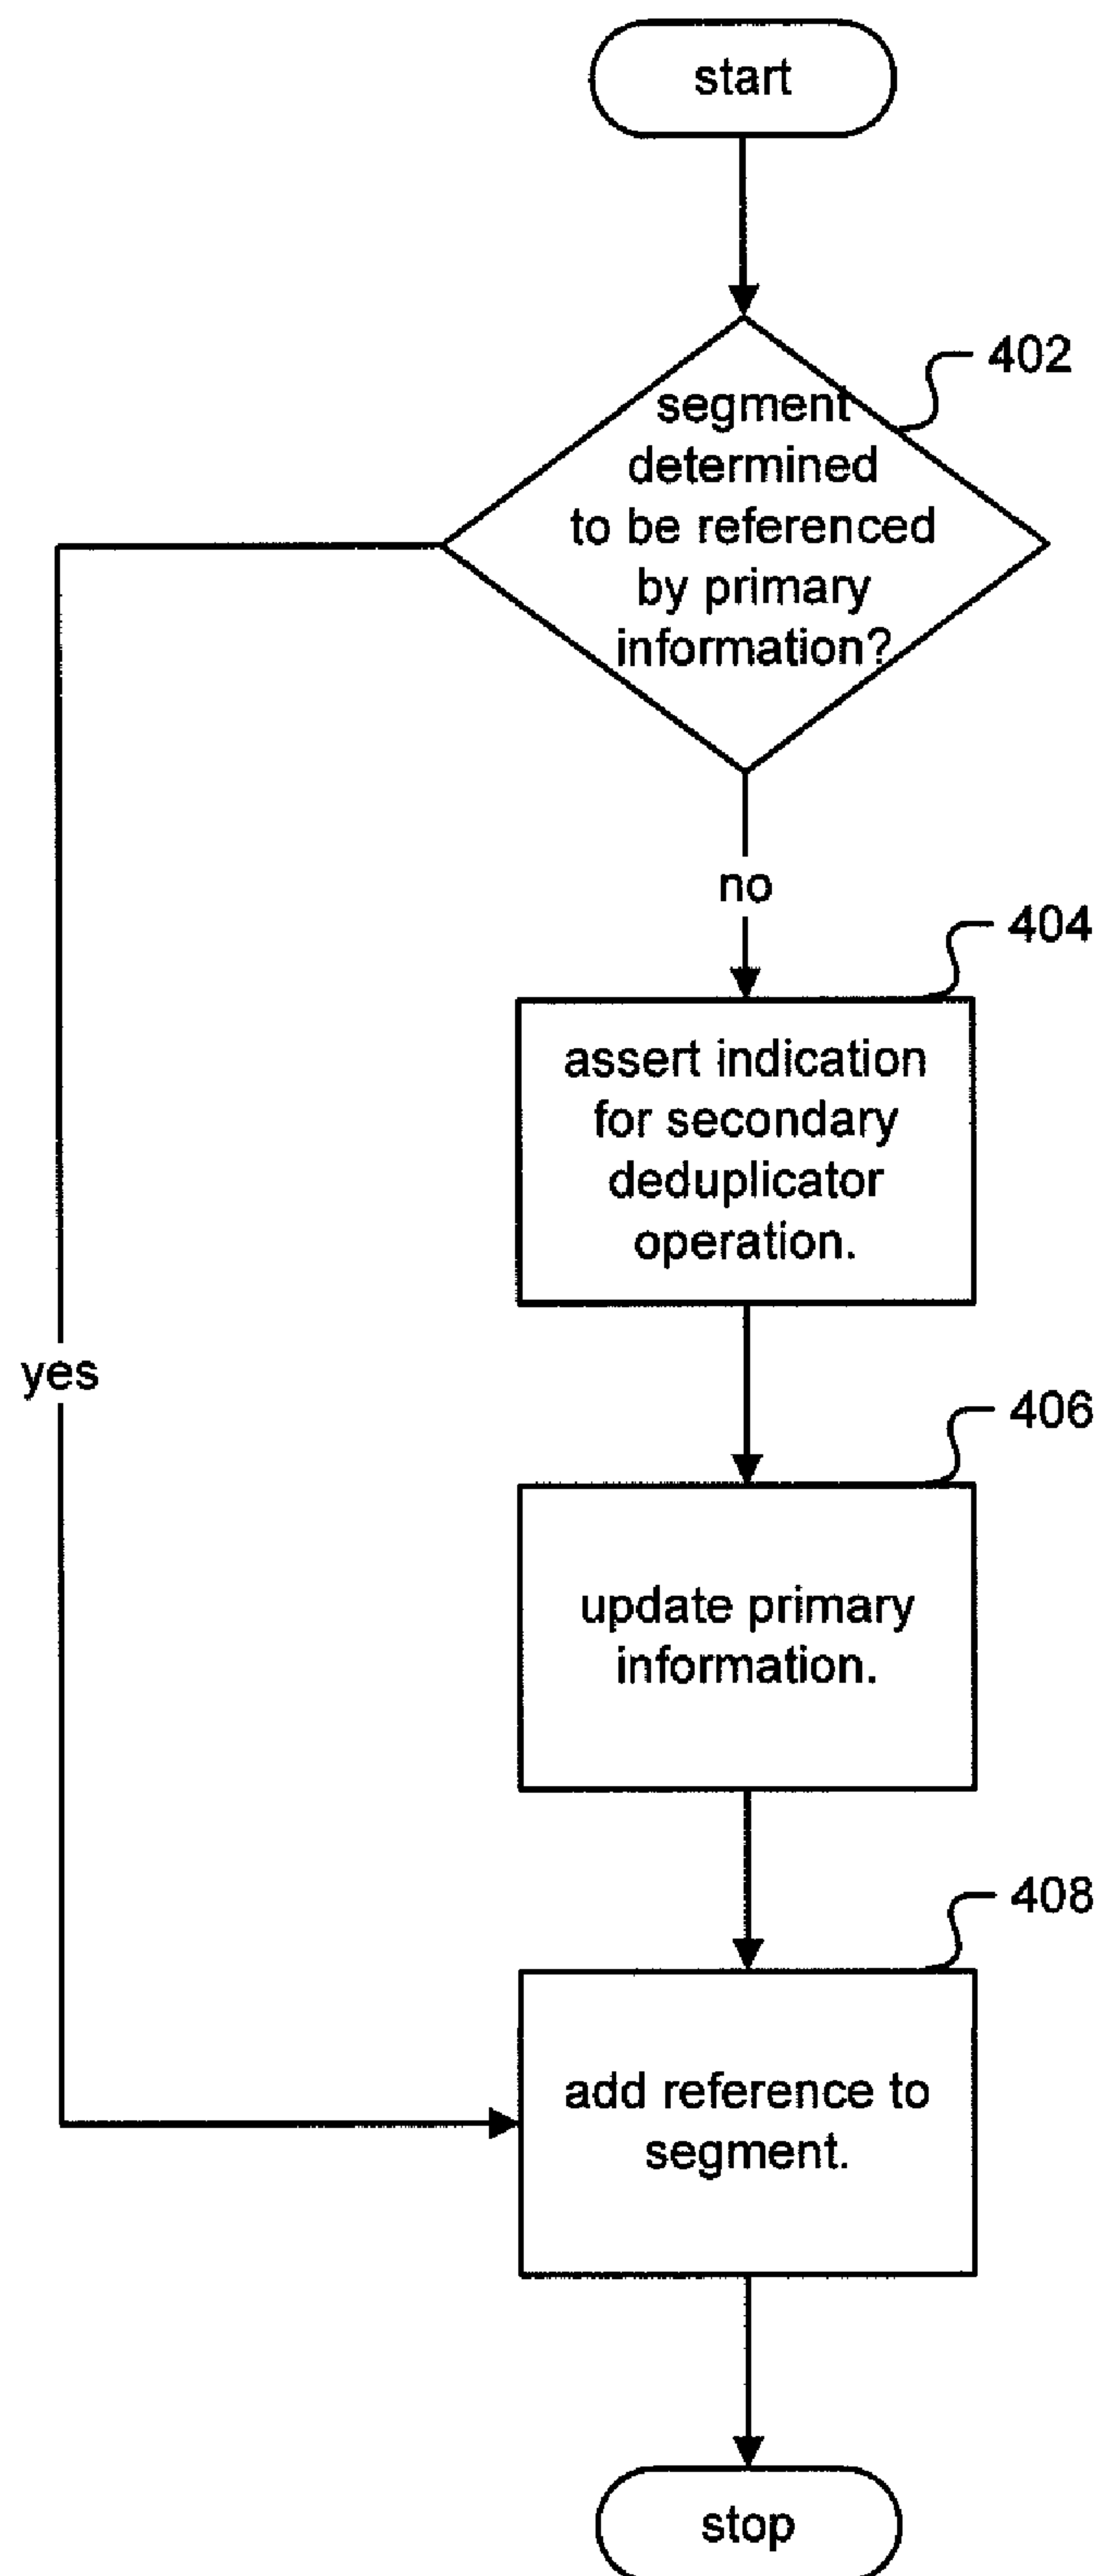 start
402
segment
determined
to be referenced
by primary
information?
no
404
assert indication
for secondary
deduplicator
operation.
yes
406
update primary
information.
408
add reference to
segment.
stop